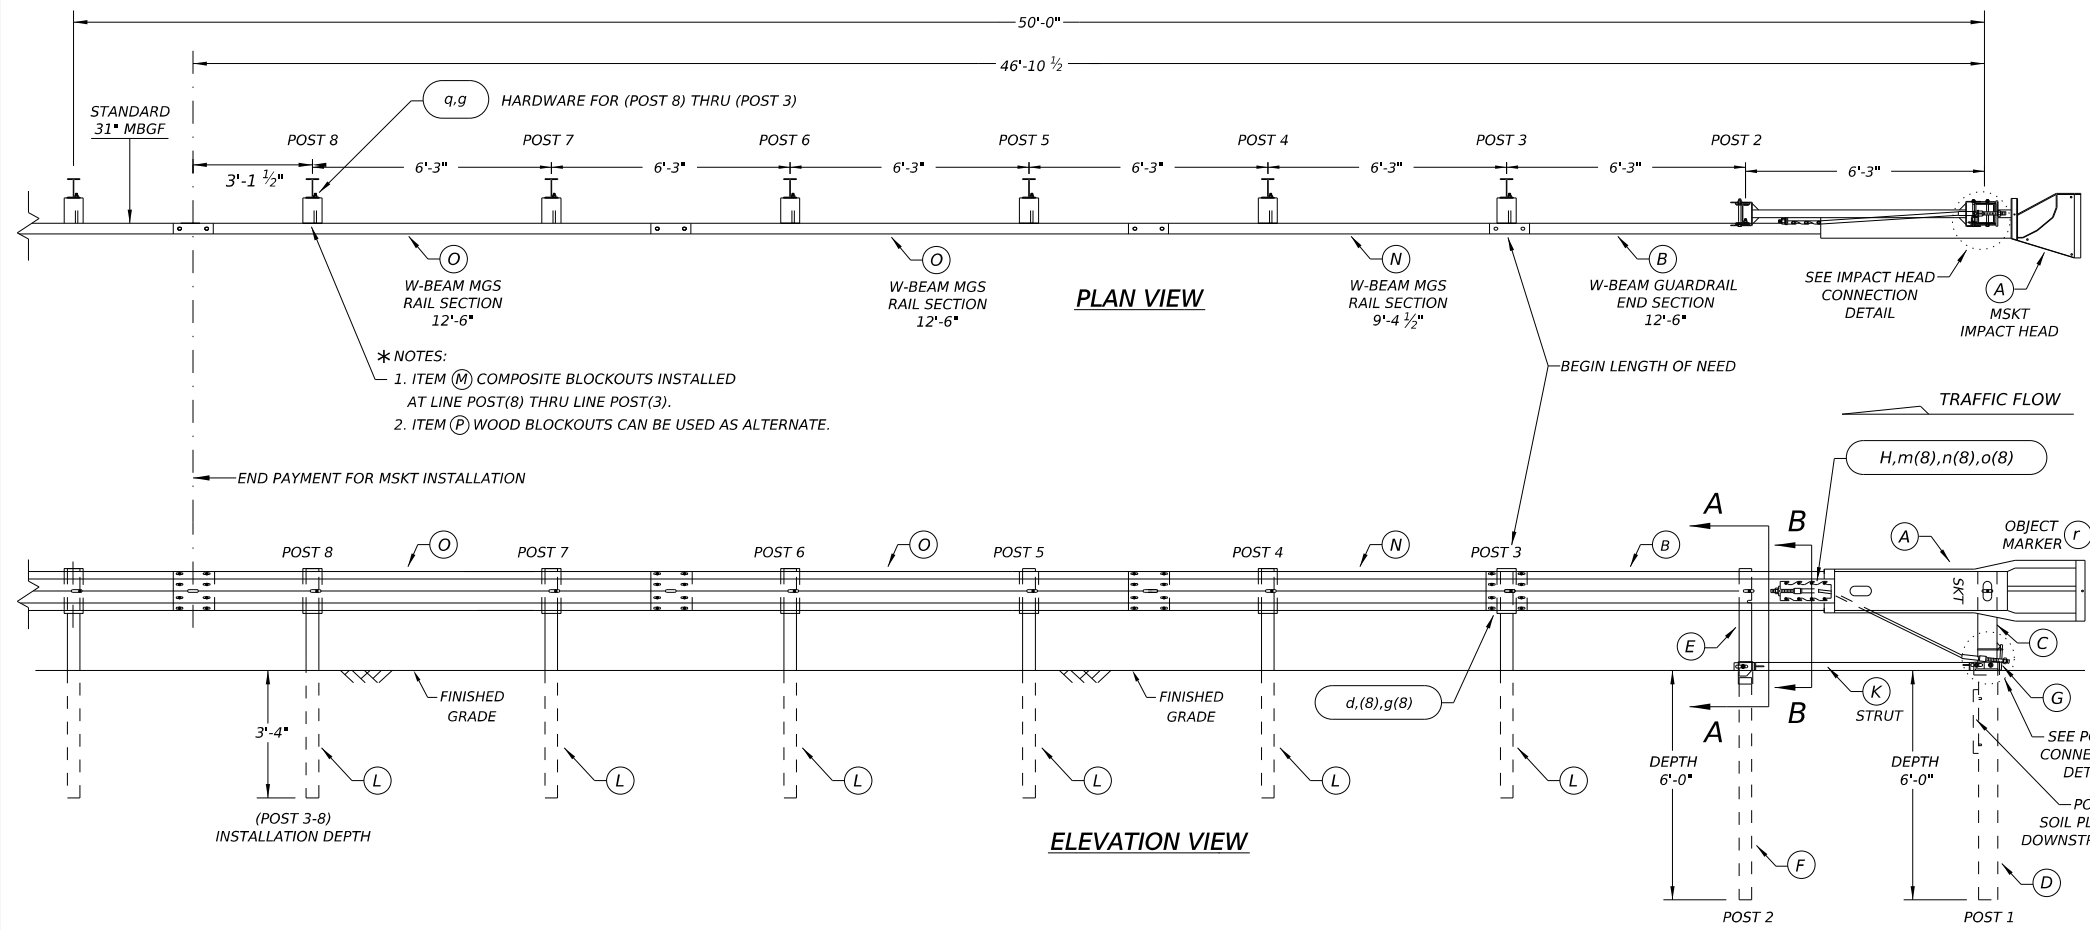 50'-0"
46'-10 ½
q,g
HARDWARE FOR (POST 8) THRU (POST 3)
STANDARD
31" MBGF
POST 8
POST 7
POST 6
POST 5
POST 4
POST 3
POST 2
3'-1 ½"
6'-3"
6'-3"
6'-3"
6'-3"
6'-3"
6'-3"
6'-3"
O
W-BEAM MGS
RAIL SECTION
12'-6"
O
W-BEAM MGS
RAIL SECTION
12'-6"
PLAN VIEW
N
W-BEAM MGS
RAIL SECTION
9'-4 ½"
B
W-BEAM GUARDRAIL
END SECTION
12'-6"
SEE IMPACT HEAD
CONNECTION
DETAIL
A
MSKT
IMPACT HEAD
* NOTES:
1. ITEM M COMPOSITE BLOCKOUTS INSTALLED
AT LINE POST(8) THRU LINE POST(3).
2. ITEM P WOOD BLOCKOUTS CAN BE USED AS ALTERNATE.
BEGIN LENGTH OF NEED
TRAFFIC FLOW
END PAYMENT FOR MSKT INSTALLATION
H,m(8),n(8),o(8)
A
B
A
OBJECT
MARKER r
POST 8
O
POST 7
POST 6
O
POST 5
POST 4
N
POST 3
B
SKT
E
C
FINISHED
GRADE
FINISHED
GRADE
d,(8),g(8)
K
STRUT
G
A
B
3'-4"
L
L
L
L
L
L
DEPTH
6'-0"
DEPTH
6'-0"
SEE
CONNE
DET
SOIL PL
DOWNSTR
(POST 3-8)
INSTALLATION DEPTH
ELEVATION VIEW
F
D
POST 2
POST 1